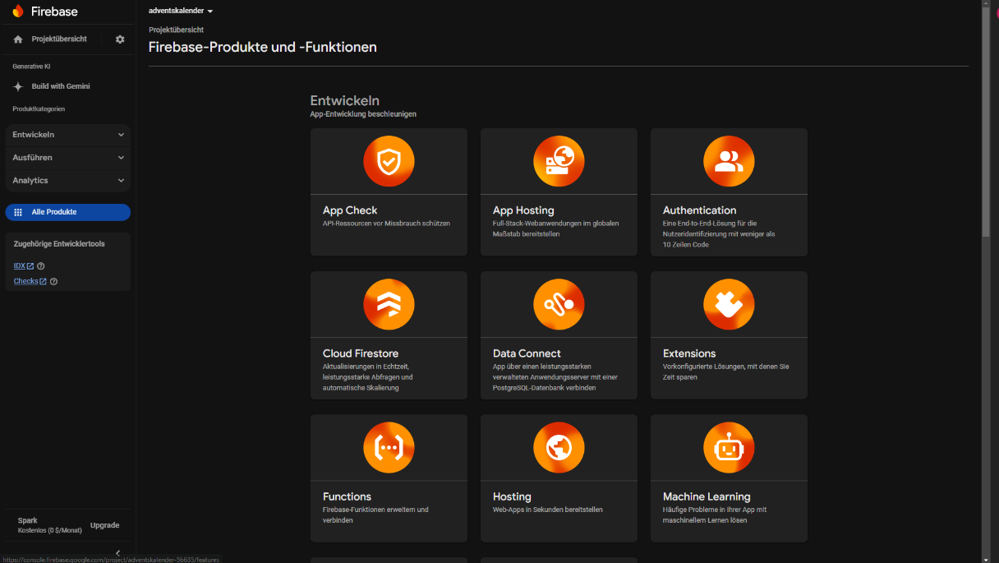 Firebase
Projektübersicht
Generative KI
Build with Gemini
Produktkategorien
Entwickeln
Ausführen
Analytics
Alle Produkte
Zugehörige Entwicklertools
IDX
Checks
Spark
Kostenlos (0 $/Monat)
Upgrade
https://console.firebase.google.com/project/adventskalender-5b635/features
adventskalender
Projektübersicht
Firebase-Produkte und -Funktionen
Entwickeln
App-Entwicklung beschleunigen
App Check
API-Ressourcen vor Missbrauch schützen
App Hosting
Full-Stack-Webanwendungen im globalen
Maßstab bereitstellen
Authentication
Eine End-to-End-Lösung für die
Nutzeridentifizierung mit weniger als
10 Zeilen Code
Cloud Firestore
Aktualisierungen in Echtzeit,
leistungsstarke Abfragen und
automatische Skalierung
Data Connect
App über einen leistungsstarken
verwalteten Anwendungsserver mit einer
PostgreSQL-Datenbank verbinden
Extensions
Vorkonfigurierte Lösungen, mit denen Sie
Zeit sparen
Functions
Firebase-Funktionen erweitern und
verbinden
Hosting
Web-Apps in Sekunden bereitstellen
Machine Learning
Häufige Probleme in Ihrer App mit
maschinellem Lernen lösen